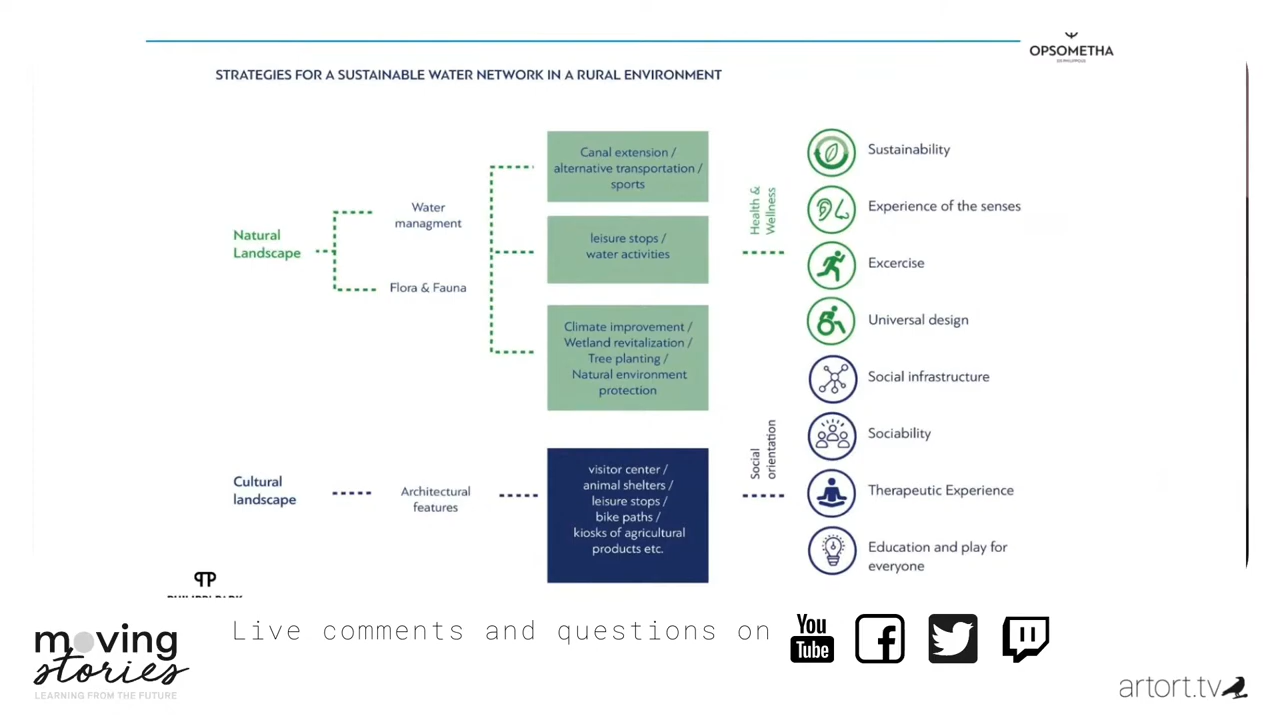 OPSOMETHA
STRATEGIES FOR A SUSTAINABLE WATER NETWORK IN A RURAL ENVIRONMENT
Natural
Landscape
Water
managment
Flora & Fauna
Canal extension /
alternative transportation /
sports
leisure stops /
water activities
Climate improvement /
Wetland revitalization /
Tree planting /
Natural environment
protection
Health &
Wellness
Sustainability
Experience of the senses
Excercise
Universal design
Cultural
landscape
Architectural
features
visitor center /
animal shelters /
leisure stops /
bike paths /
kiosks of agricultural
products etc.
Social
orientation
Social infrastructure
Sociability
Therapeutic Experience
Education and play for
everyone
PP
moving
stories
LEARNING FROM THE FUTURE
Live comments and questions on
You
Tube
artort.tv